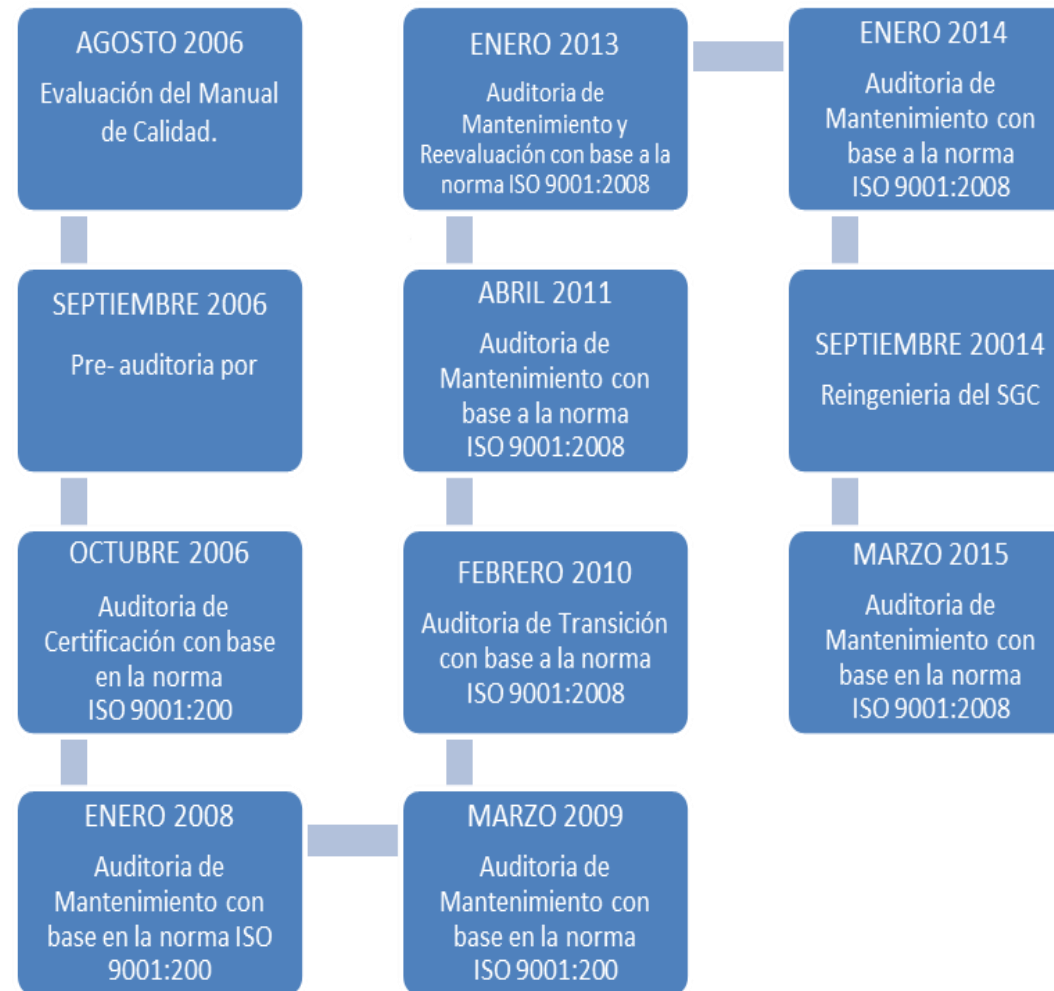 AGOSTO 2006
Evaluación del Manual
de Calidad.
SEPTIEMBRE 2006
Pre- auditoria por
OCTUBRE 2006
Auditoria de
Certificación con base
en la norma
ISO 9001:200
ENERO 2008
Auditoria de
Mantenimiento con
base en la norma ISO
9001:200
MARZO 2009
Auditoria de
Mantenimiento con
base en la norma
ISO 9001:200
FEBRERO 2010
Auditoria de Transición
con base a la norma
ISO 9001:2008
ABRIL 2011
Auditoria de
Mantenimiento con
base a la norma
ISO 9001:2008
ENERO 2013
Auditoria de
Mantenimiento y
Reevaluación con base a la
norma ISO 9001:2008
ENERO 2014
Auditoria de
Mantenimiento con
base a la norma
ISO 9001:2008
SEPTIEMBRE 20014
Reingenieria del SGC
MARZO 2015
Auditoria de
Mantenimiento con
base en la norma
ISO 9001:2008